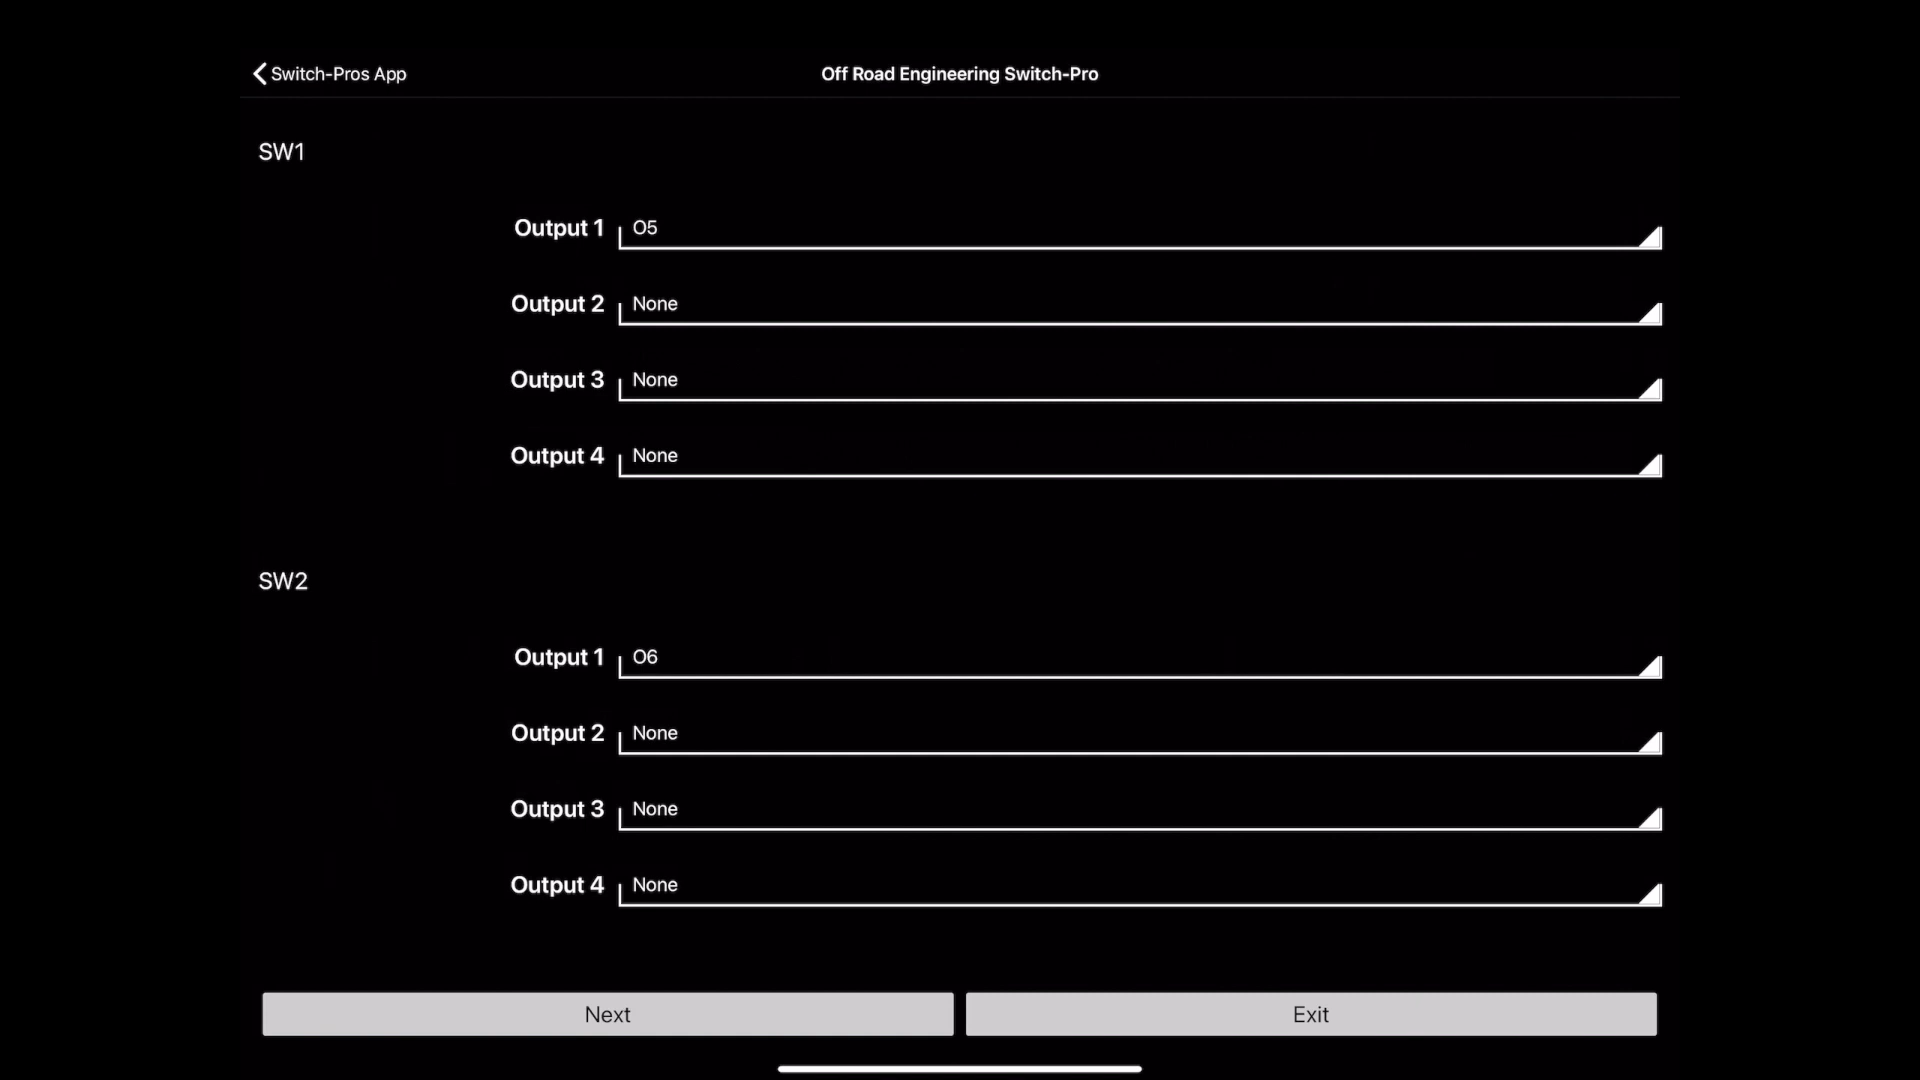 Switch-Pros App
Off Road Engineering Switch-Pro
SW1
Output 1 O5
Output 2 None
Output 3 None
Output 4 None
SW2
Output 1 O6
Output 2 None
Output 3 None
Output 4 None
Next
Exit